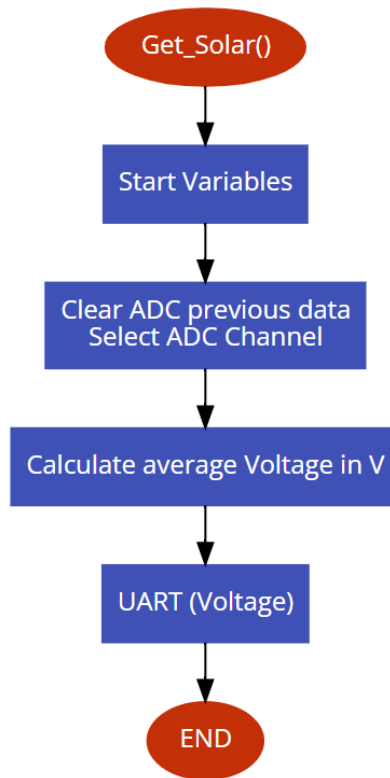 Get_Solar()
Start Variables
Clear ADC previous data
Select ADC Channel
Calculate average Voltage in V
UART (Voltage)
END